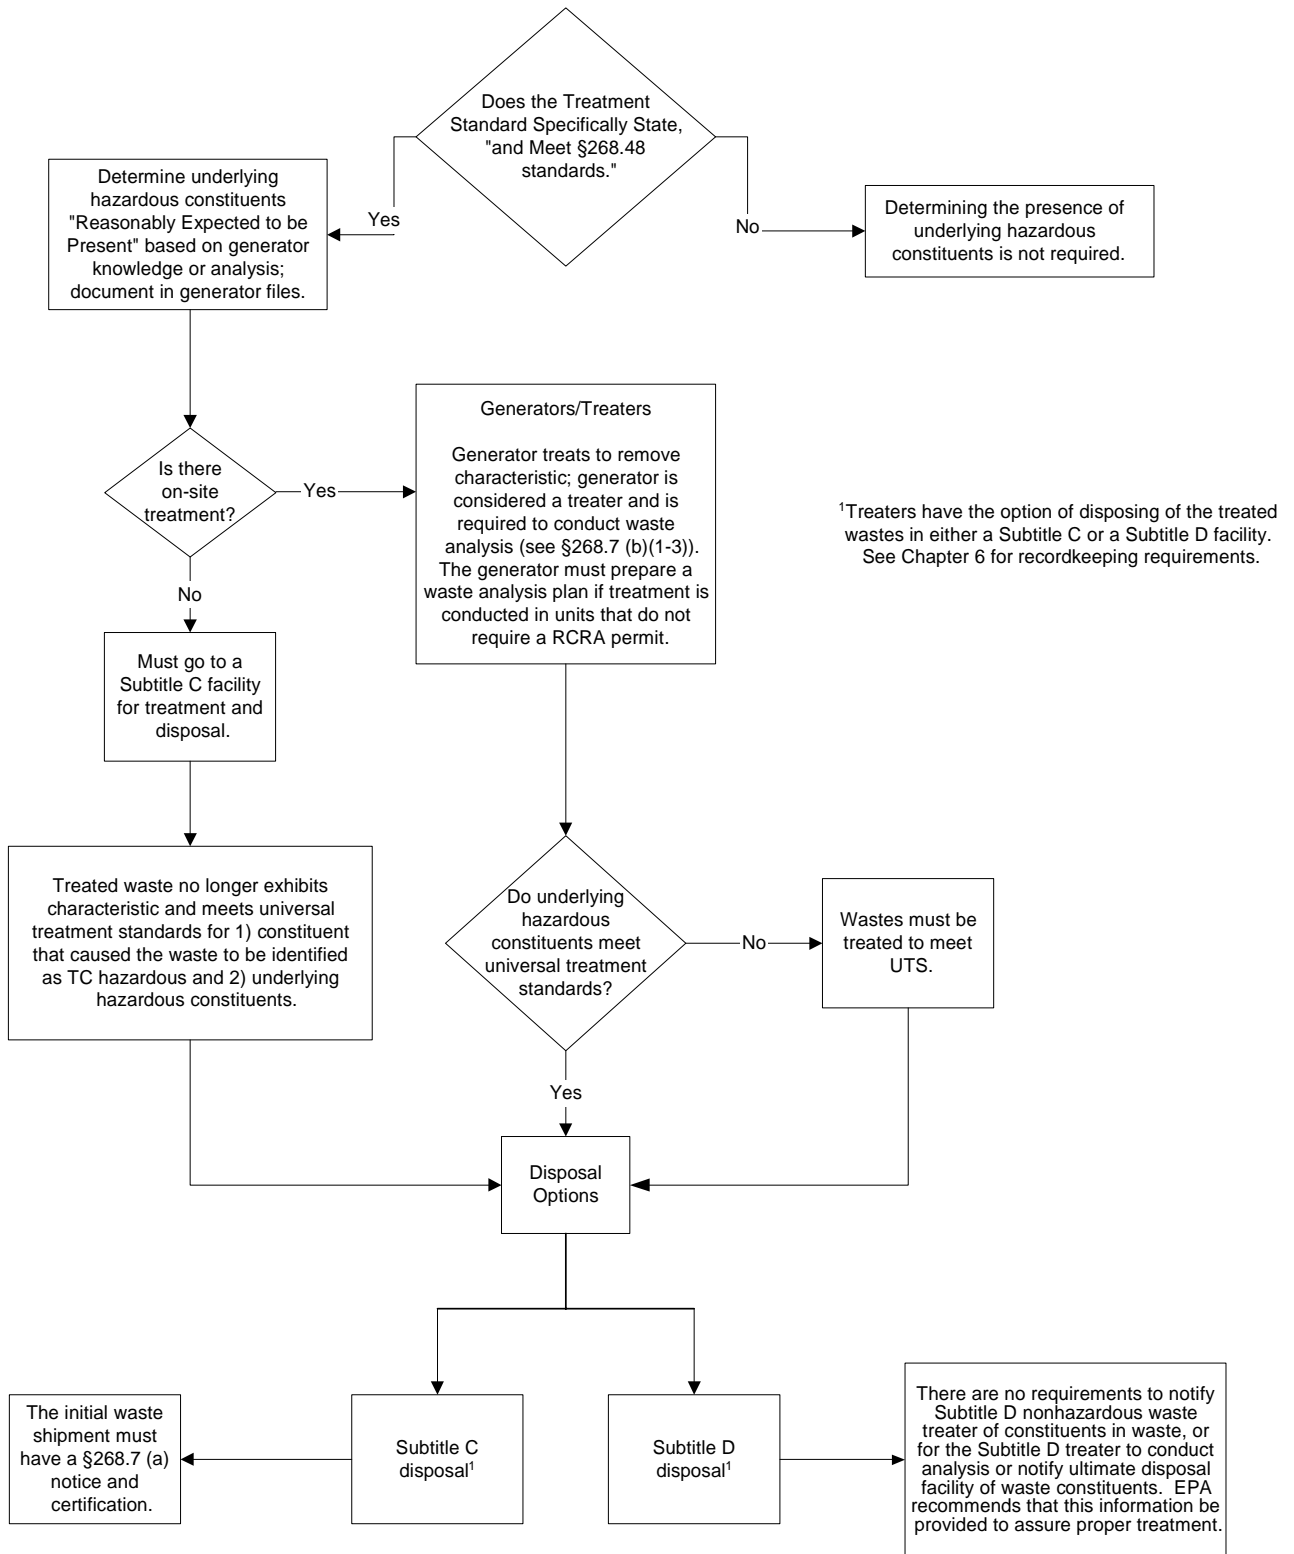 Does the Treatment
Standard Specifically State,
"and Meet §268.48
standards."
Yes
No
Determine underlying
hazardous constituents
"Reasonably Expected to be
Present" based on generator
knowledge or analysis;
document in generator files.
Determining the presence of
underlying hazardous
constituents is not required.
Is there
on-site
treatment?
Yes
No
Generators/Treaters
Generator treats to remove
characteristic; generator is
considered a treater and is
required to conduct waste
analysis (see §268.7 (b)(1-3)).
The generator must prepare a
waste analysis plan if treatment is
conducted in units that do not
require a RCRA permit.
1Treaters have the option of disposing of the treated
wastes in either a Subtitle C or a Subtitle D facility.
See Chapter 6 for recordkeeping requirements.
Must go to a
Subtitle C facility
for treatment and
disposal.
Treated waste no longer exhibits
characteristic and meets universal
treatment standards for 1) constituent
that caused the waste to be identified
as TC hazardous and 2) underlying
hazardous constituents.
Do underlying
hazardous
constituents meet
universal treatment
standards?
No
Wastes must be
treated to meet
UTS.
Yes
Disposal
Options
The initial waste
shipment must
have a §268.7 (a)
notice and
certification.
Subtitle C
disposal1
Subtitle D
disposal1
There are no requirements to notify
Subtitle D nonhazardous waste
treater of constituents in waste, or
for the Subtitle D treater to conduct
analysis or notify ultimate disposal
facility of waste constituents. EPA
recommends that this information be
provided to assure proper treatment.